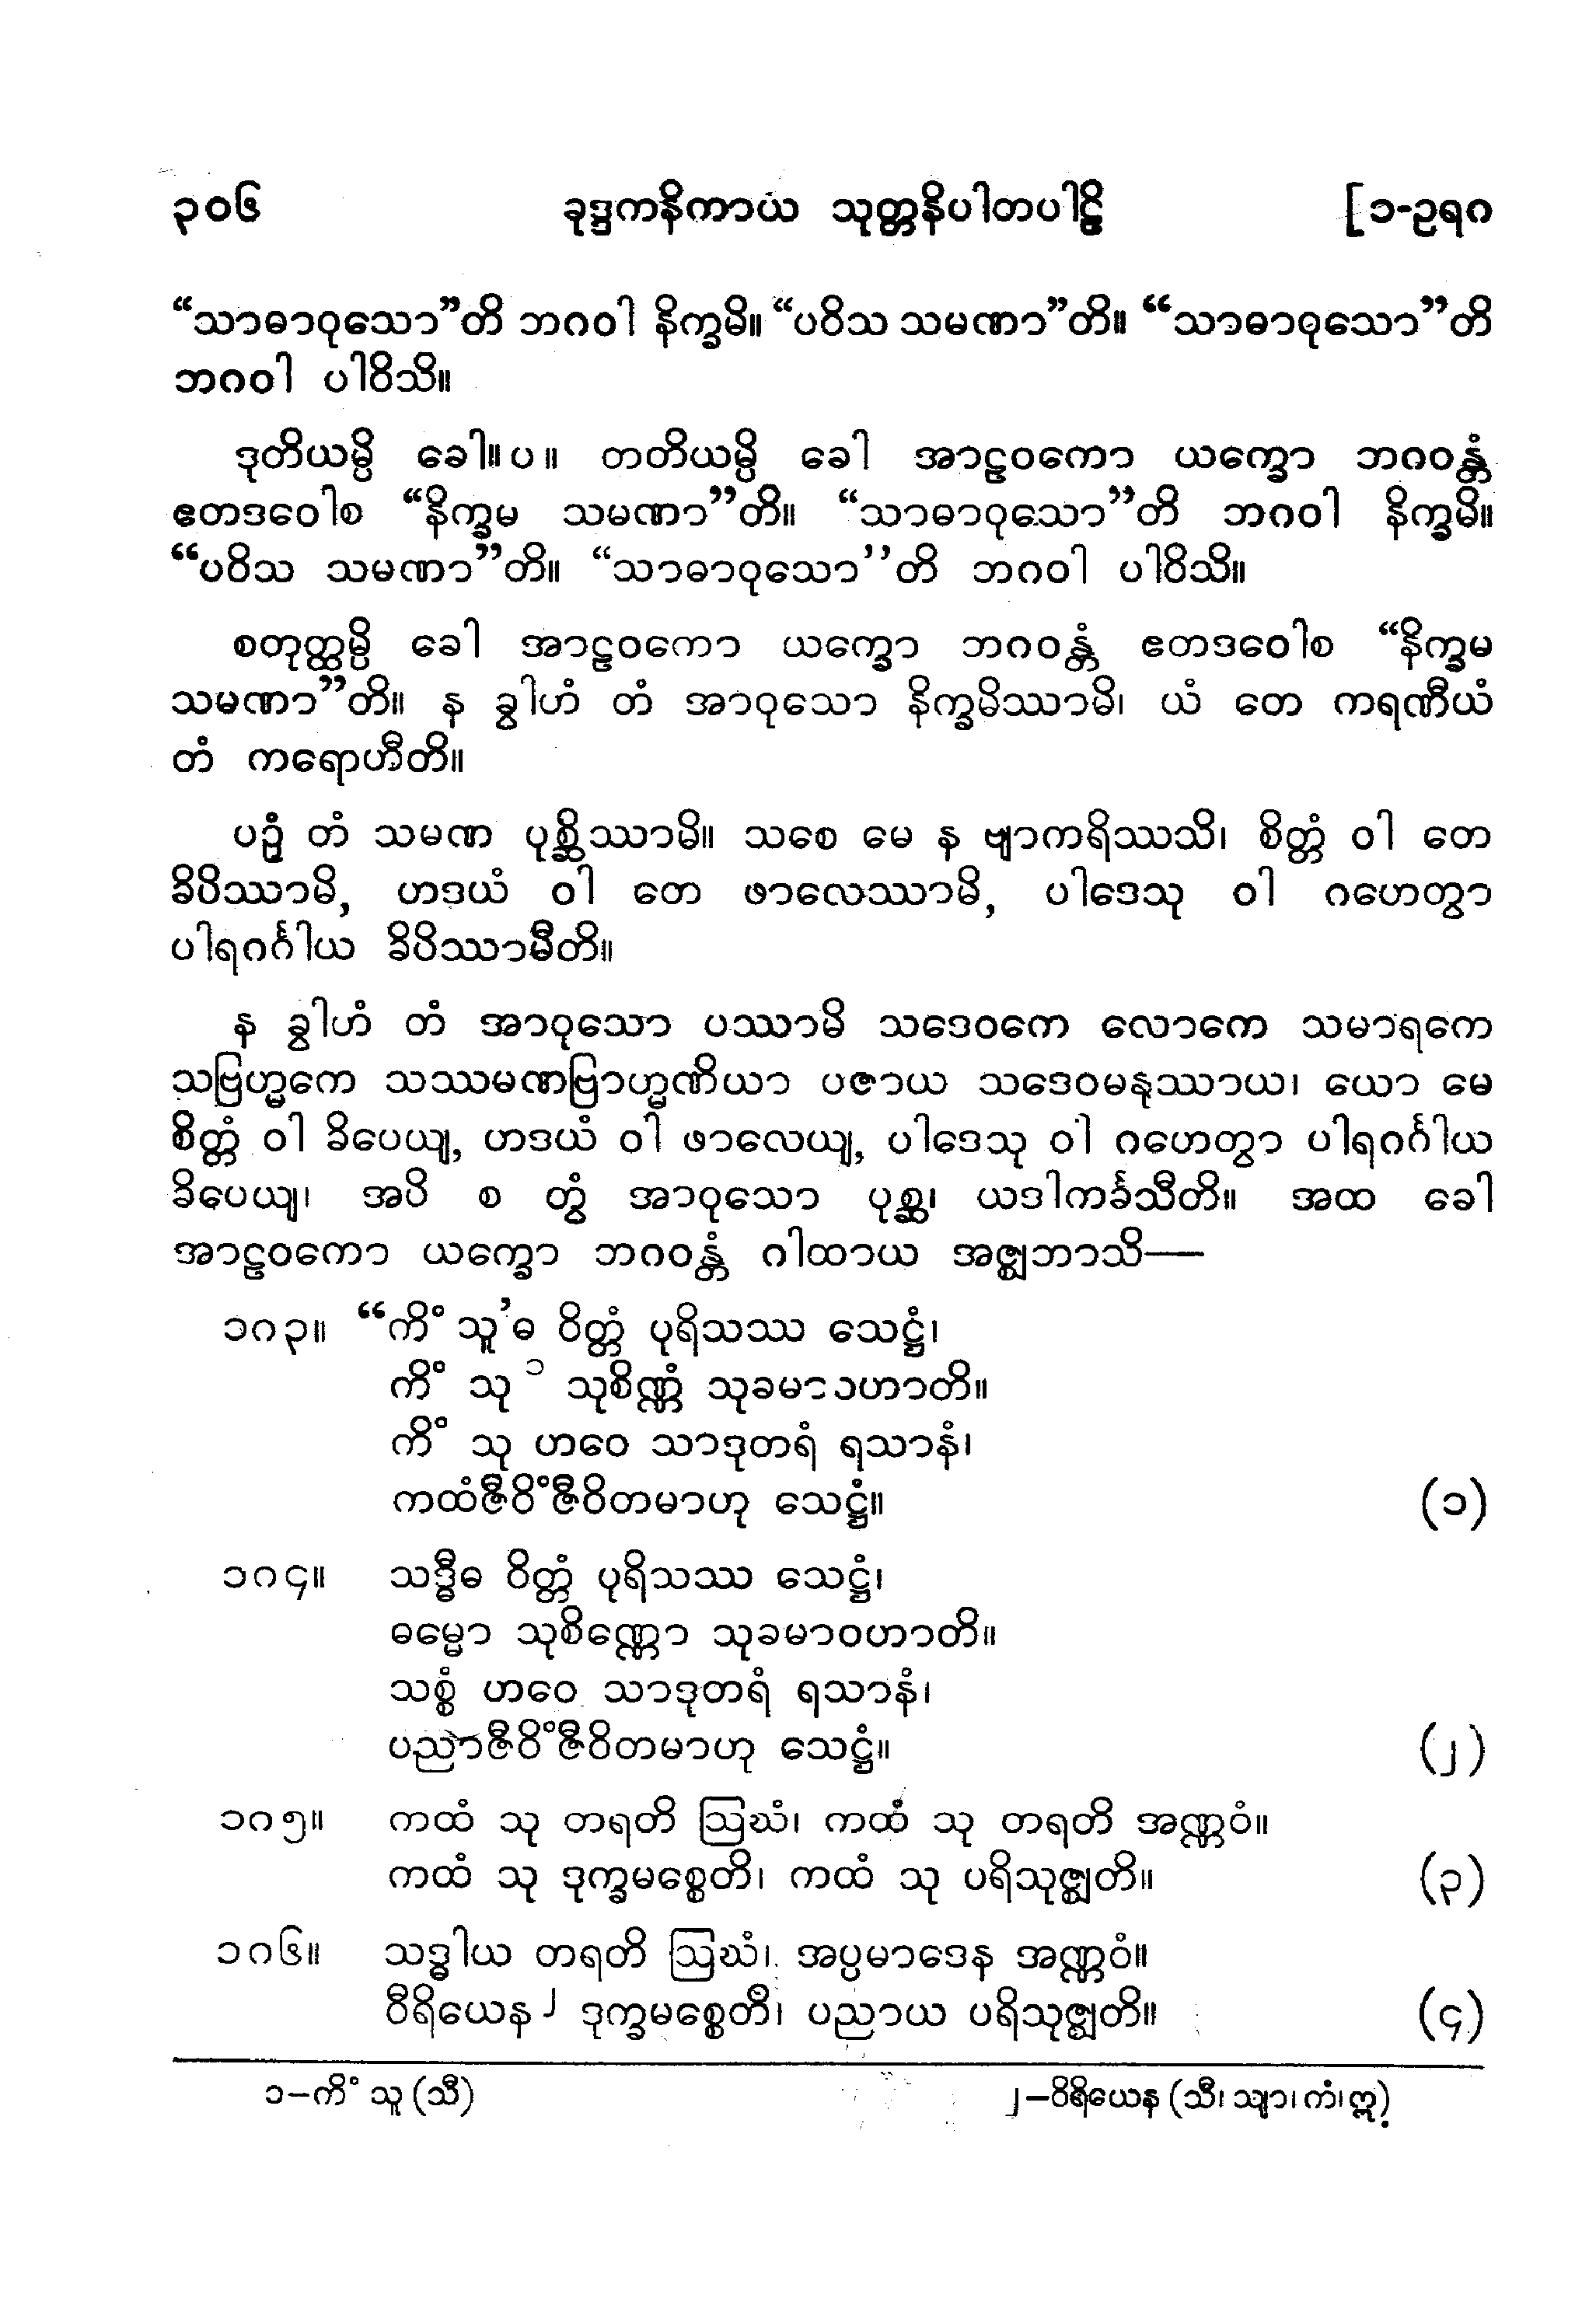 ၃၀၆ ခုဒ္ဒကနိကာယ သုတ္တနိပါတပါဠိ [၁-ဥရဂ
“သာဓာဝုသော”တိ ဘဂဝါ နိက္ခမိ။ “ပဝိသ သမဏာ”တိ။ “သာဓာဝုသော”တိ
ဘဂဝါ ပါဝိသိ။
ဒုတိယမ္ပိ ခေါ။ပ။ တတိယမ္ပိ ခေါ အာဠဝကော ယက္ခော ဘဂဝန္တံ
ဧတဒဝေါစ “နိက္ခမ သမဏာ”တိ။ “သာဓာဝုသော”တိ ဘဂဝါ နိက္ခမိ။
“ပဝိသ သမဏာ”တိ။ “သာဓာဝုသော’’တိ ဘဂဝါ ပါဝိသိ။
စတုတ္ထမ္ပိ ခေါ အာဠဝကော ယက္ခော ဘဂဝန္တံ ဧတဒဝေါစ “နိက္ခမ
သမဏာ”တိ။ န ခွါဟံ တံ အာဝုသော နိက္ခမိဿာမိ၊ ယံ တေ ကရဏီယံ
တံ ကရောဟီတိ။
ပဥှံ တံ သမဏ ပုစ္ဆိဿာမိ။ သစေ မေ န ဗျာကရိဿသိ၊ စိတ္တံ ဝါ တေ
ခိပိဿာမိ, ဟဒယံ ဝါ တေ ဖာလေဿာမိ, ပါဒေသု ဝါ ဂဟေတွာ
ပါရဂင်္ဂါယ ခိပိဿာမီတိ။
န ခွါဟံ တံ အာဝုသော ပဿာမိ သဒေဝကေ လောကေ သမာရကေ
သဗြဟ္မကေ သဿမဏဗြာဟ္မဏိယာ ပဇာယ သဒေဝမနုဿာယ၊ ယော မေ
စိတ္တံ ဝါ ခိပေယျ, ဟဒယံ ဝါ ဖာလေယျ, ပါဒေသု ဝါ ဂဟေတွာ ပါရဂင်္ဂါယ
ခိပေယျ၊ အပိ စ တွံ အာဝုသော ပုစ္ဆ၊ ယဒါကင်္ခသီတိ။ အထ ခေါ
အာဠဝကော ယက္ခော ဘဂဝန္တံ ဂါထာယ အဇ္ဈဘာသိ—
၁၈၃။ “ကိံ သူ’ဓ ဝိတ္တံ ပုရိသဿ သေဋ္ဌံ၊
ကိံ သု ၁ သုစိဏ္ဏံ သုခမာဝဟာတိ။
ကိံ သု ဟဝေ သာဒုတရံ ရသာနံ၊
ကထံဇီဝိံဇီဝိတမာဟု သေဋ္ဌံ။ (၁)
၁၈၄။ သဒ္ဓီဓ ဝိတ္တံ ပုရိသဿ သေဋ္ဌံ၊
ဓမ္မော သုစိဏ္ဏော သုခမာဝဟာတိ။
သစ္စံ ဟဝေ သာဒုတရံ ရသာနံ၊
ပညာဇီဝိံဇီဝိတမာဟု သေဋ္ဌံ။ (၂)
၁၈၅။ ကထံ သု တရတိ ဩဃံ၊ ကထံ သု တရတိ အဏ္ဏဝံ။
ကထံ သု ဒုက္ခမစ္စေတိ၊ ကထံ သု ပရိသုဇ္ဈတိ။ (၃)
၁၈၆။ သဒ္ဓါယ တရတိ ဩဃံ၊ အပ္ပမာဒေန အဏ္ဏဝံ။
ဝီရိယေန ၂ ဒုက္ခမစ္စေတိ၊ ပညာယ ပရိသုဇ္ဈတိ။ (၄)
၁–ကိံ သူ (သီ) ၂–ဝိရိယေန (သီ၊ သျာ၊ ကံ၊ ဣ)